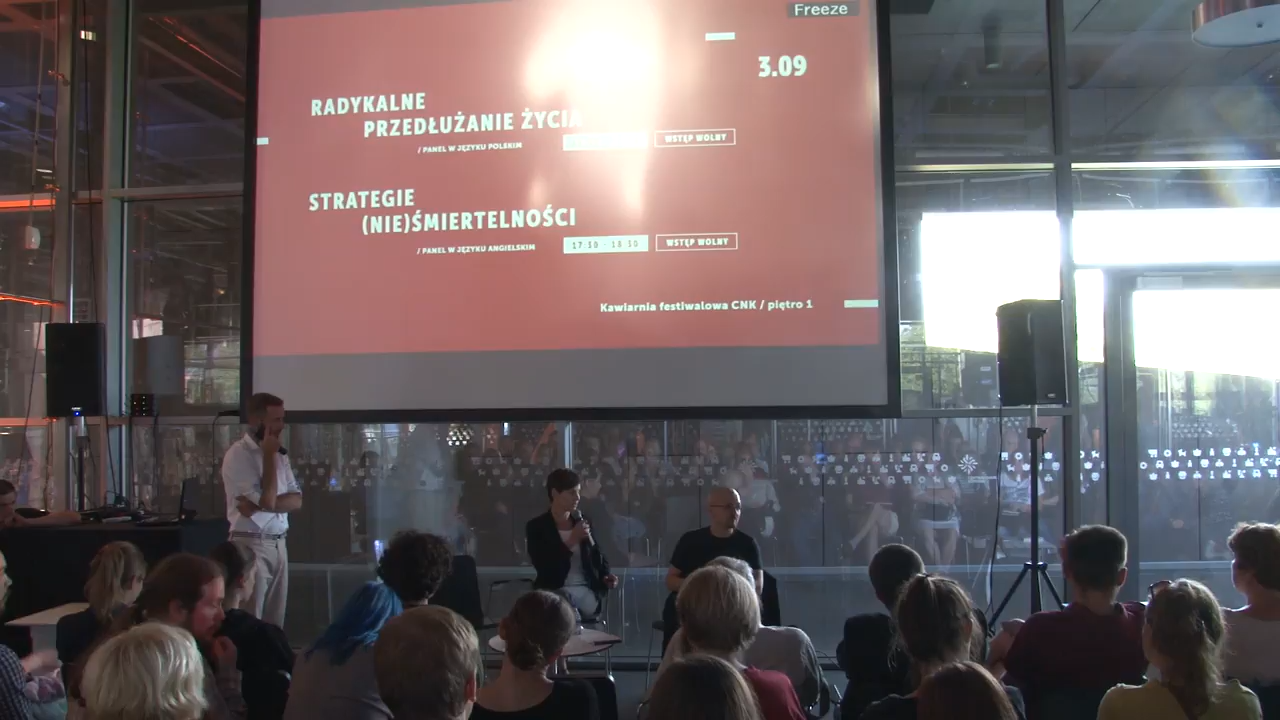 Freeze
3.09
RADYKALNE
PRZEDŁUŻANIE ŻYCIA
/ PANEL W JĘZYKU POLSKIM
WSTĘP WOLNY
STRATEGIE
(NIE)ŚMIERTELNOŚCI
/ PANEL W JĘZYKU ANGIELSKIM
17:30 - 18:30
WSTĘP WOLNY
Kawiarnia festiwalowa CNK / piętro 1